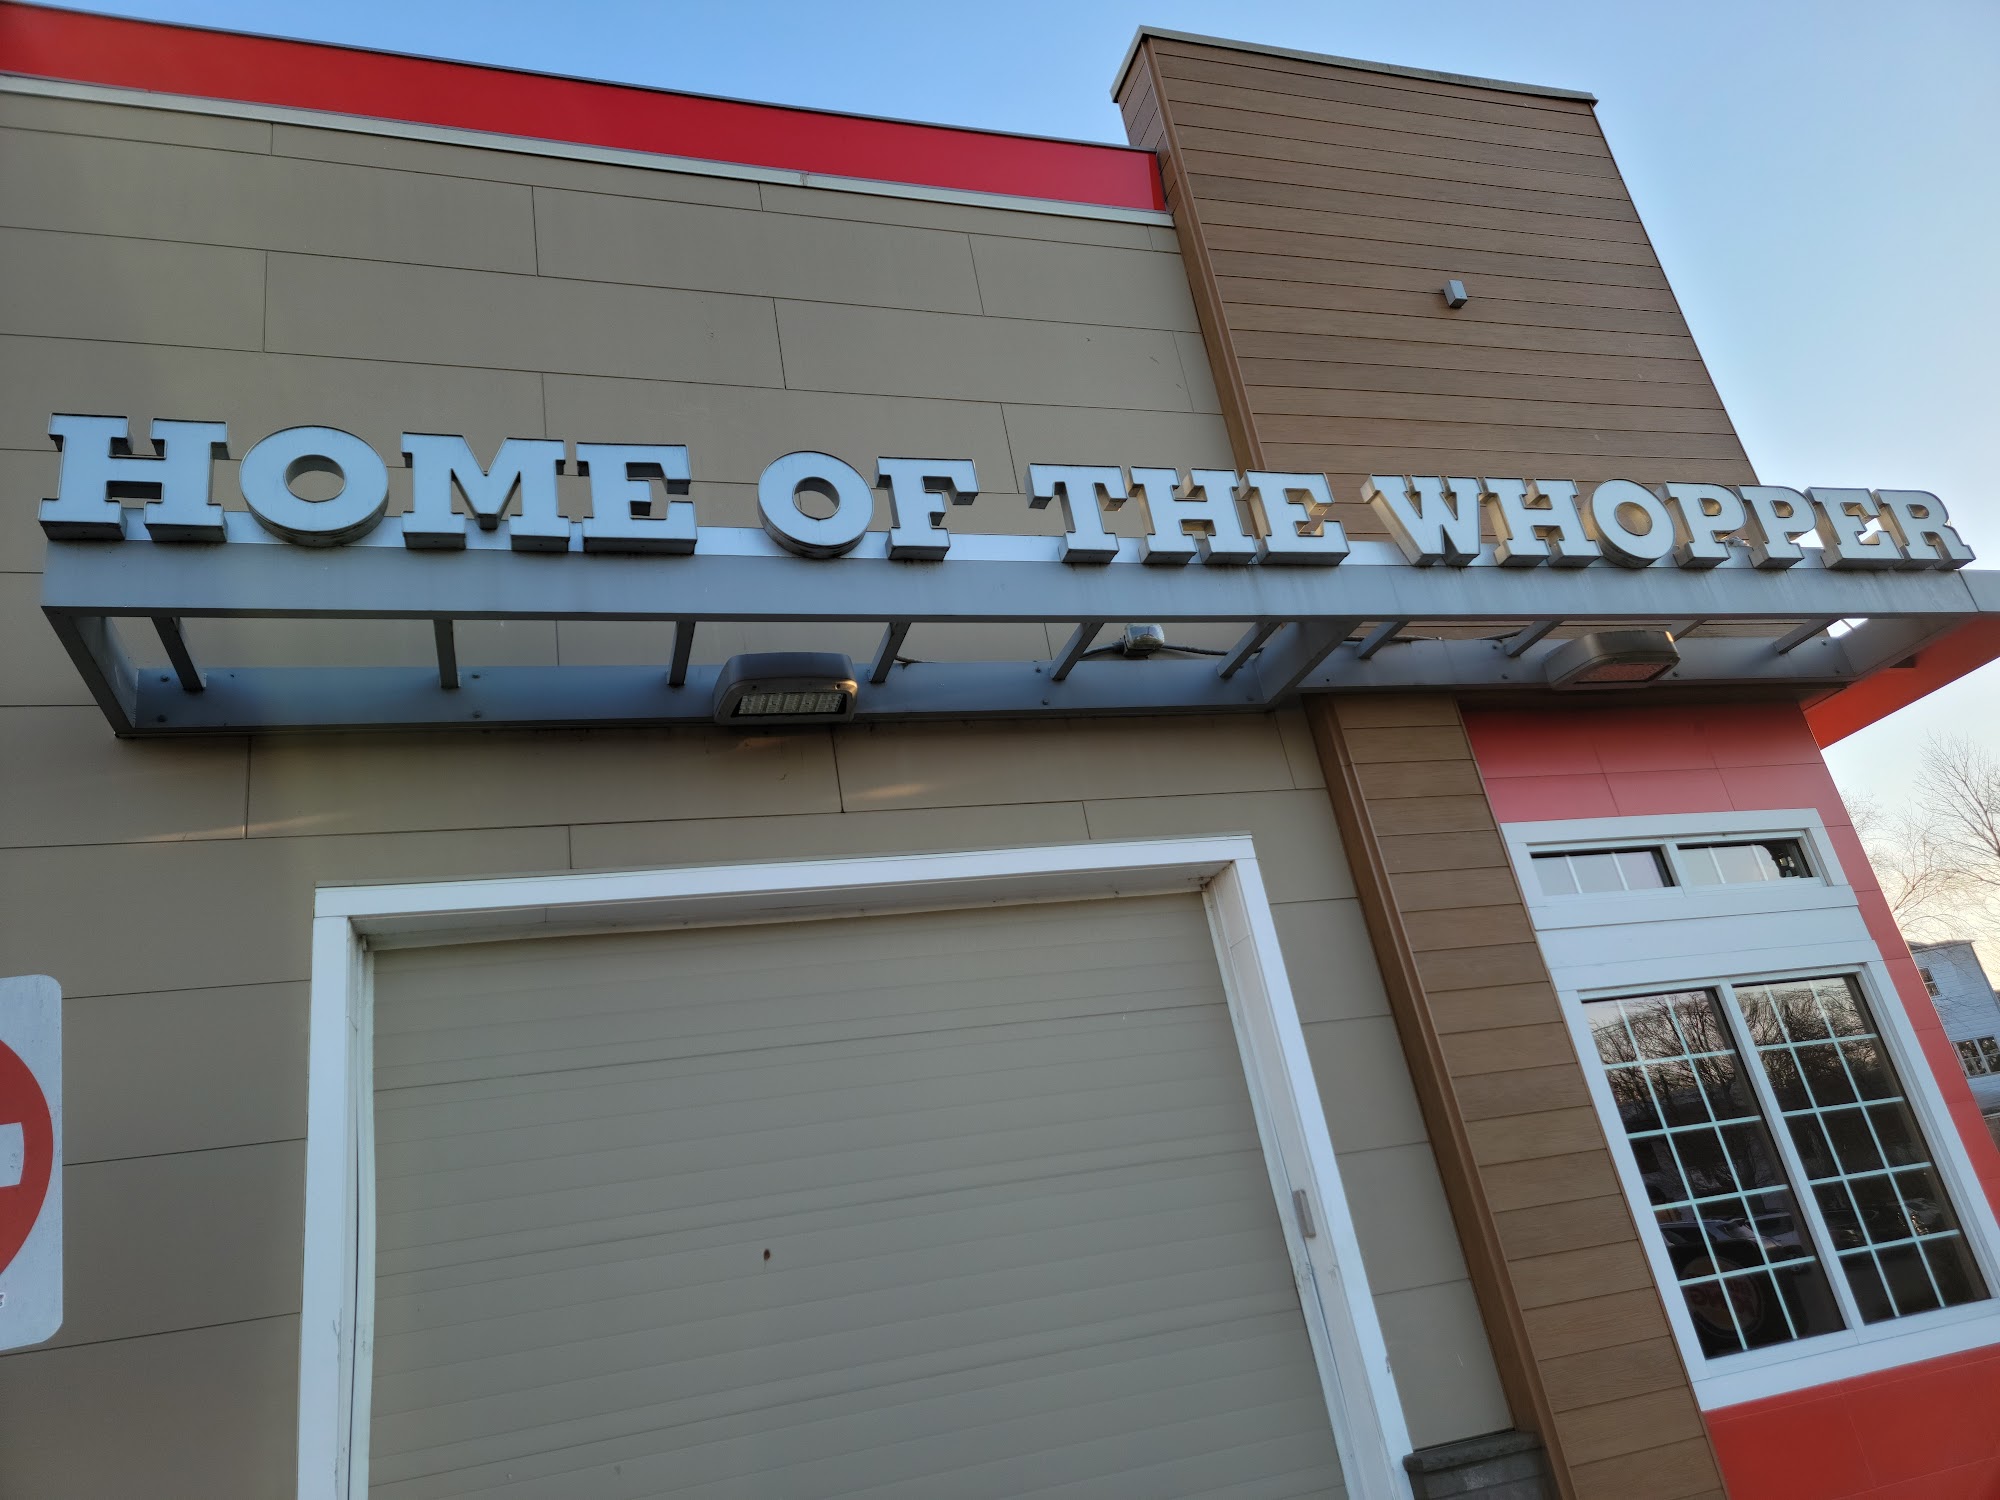 HOME OF THE WHOPPER